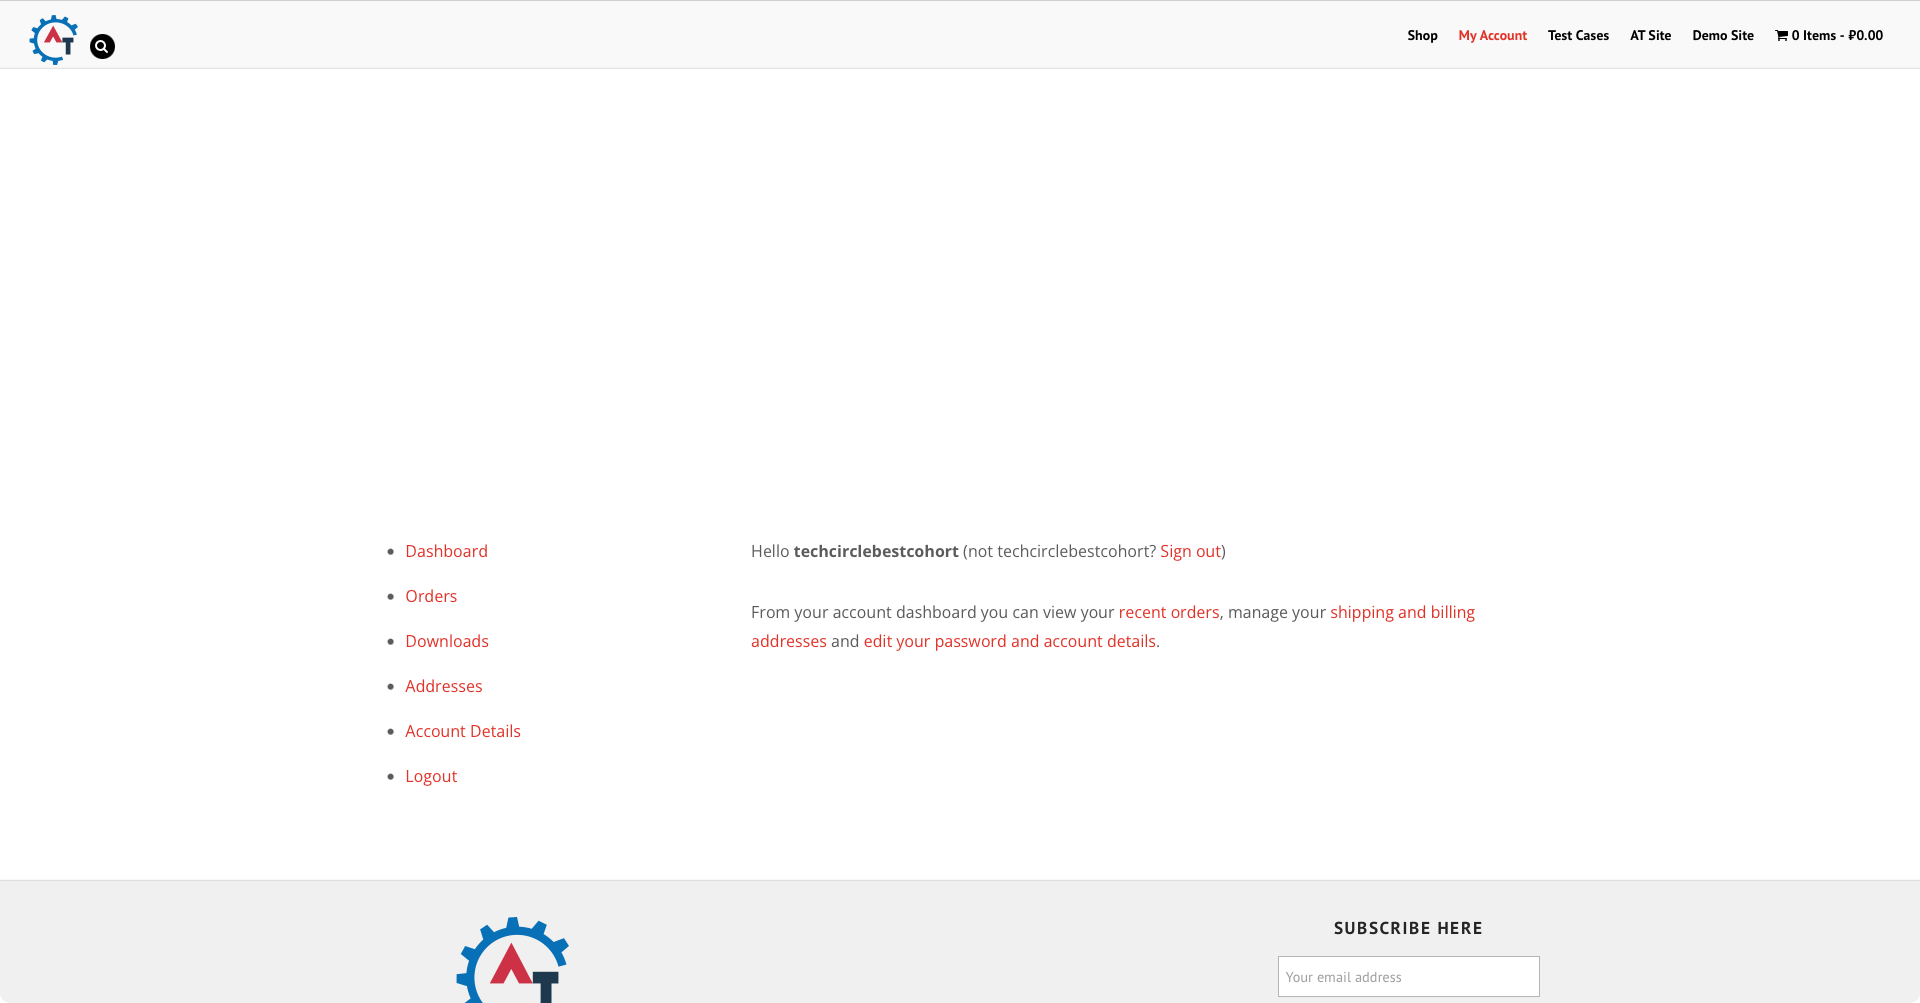 AT
Shop
My Account
Test Cases
AT Site
Demo Site
0 Items - ₽0.00
Dashboard
Orders
Downloads
Addresses
Account Details
Logout
Hello techcirclebestcohort (not techcirclebestcohort? Sign out)
From your account dashboard you can view your recent orders, manage your shipping and billing
addresses and edit your password and account details.
AT
SUBSCRIBE HERE
Your email address